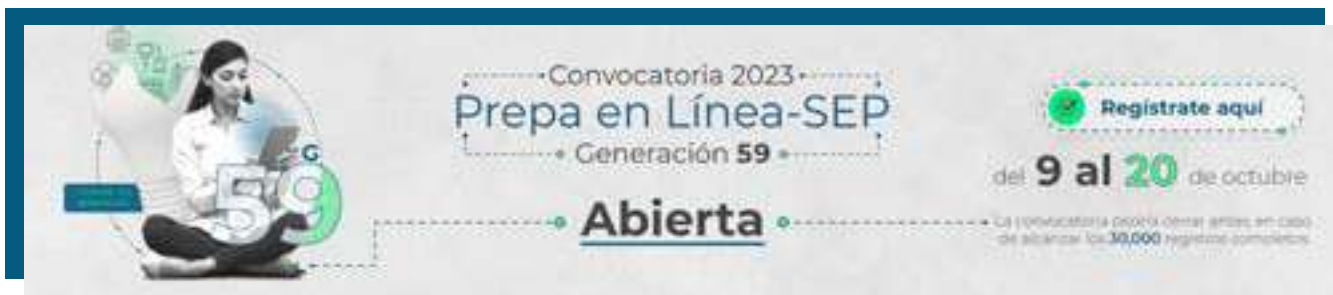 Convocatoria 2023
Prepa en Línea-SEP
Generación 59
Abierta
G
59
Regístrate aquí
del 9 al 20 de octubre
La convocatoria podrá cerrar antes en caso
de alcanzar los 30,000 registros completos